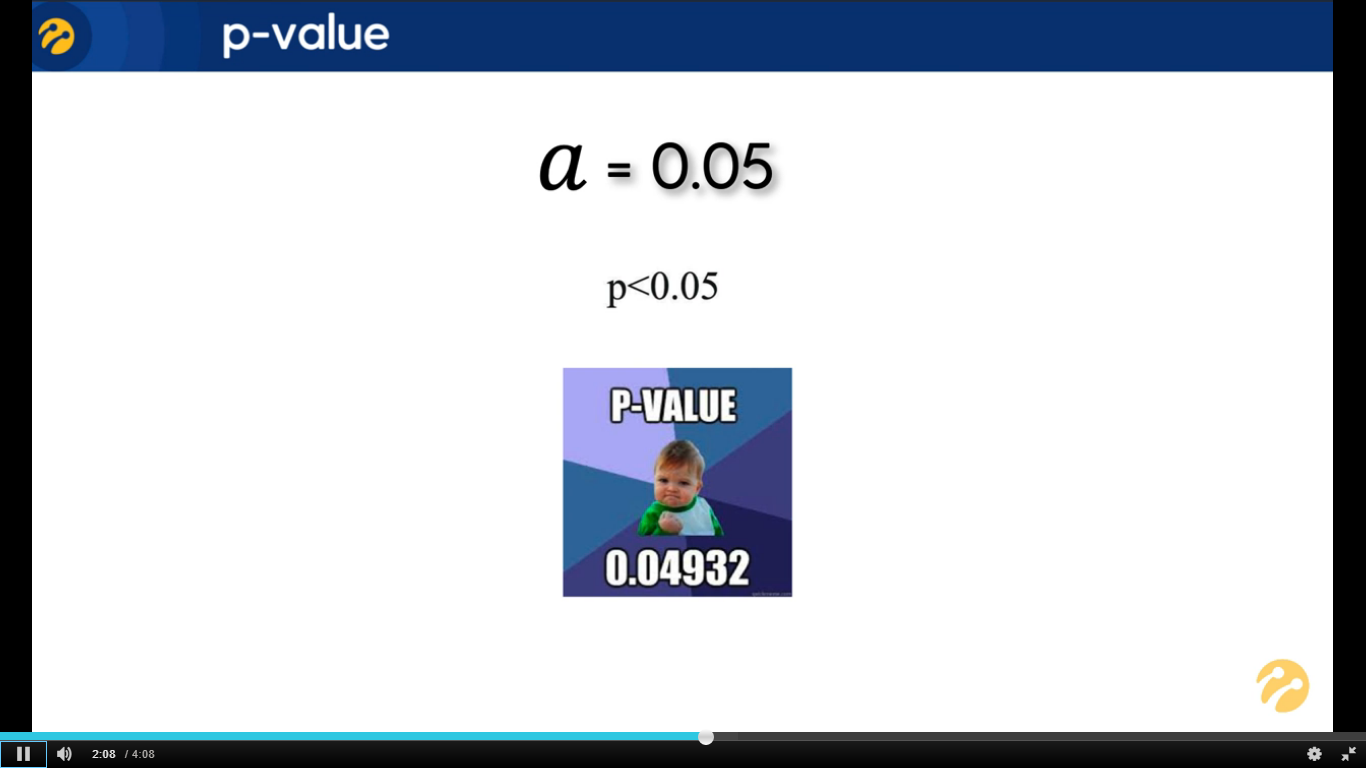 p-value
a = 0.05
p<0.05
P-VALUE
0.04932
2:08 / 4:08